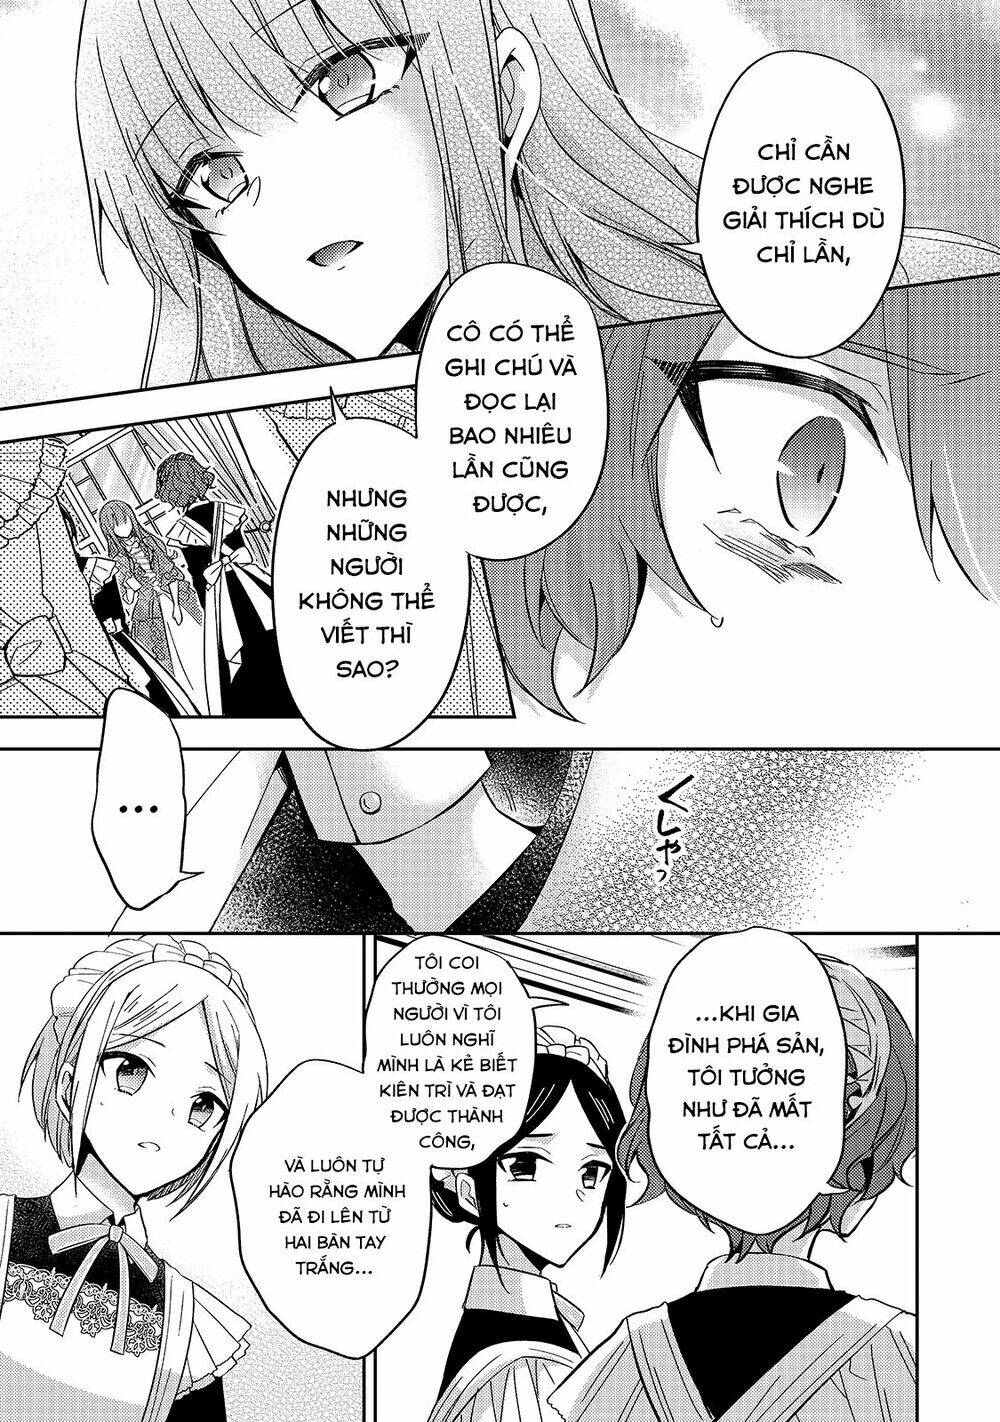 CHỈ CẦN
ĐƯỢC NGHE
GIẢI THÍCH DÙ
CHỈ LẦN,
CÔ CÓ THỂ
GHI CHÚ VÀ
ĐỌC LẠI
BAO NHIÊU
LẦN CŨNG
ĐƯỢC,
NHƯNG
NHỮNG
NGƯỜI
KHÔNG THỂ
VIẾT THÌ
SAO?
くしゃっ
...
...KHI GIA
ĐÌNH PHÁ SẢN,
TÔI TƯỞNG
NHƯ ĐÃ MẤT
TẤT CẢ...
TÔI COI
THƯỜNG MỌI
NGƯỜI VÌ TÔI
LUÔN NGHĨ
MÌNH LÀ KẺ BIẾT
KIÊN TRÌ VÀ ĐẠT
ĐƯỢC THÀNH
CÔNG,
VÀ LUÔN TỰ
HÀO RẰNG MÌNH
ĐÃ ĐI LÊN TỪ
HAI BÀN TAY
TRẮNG...